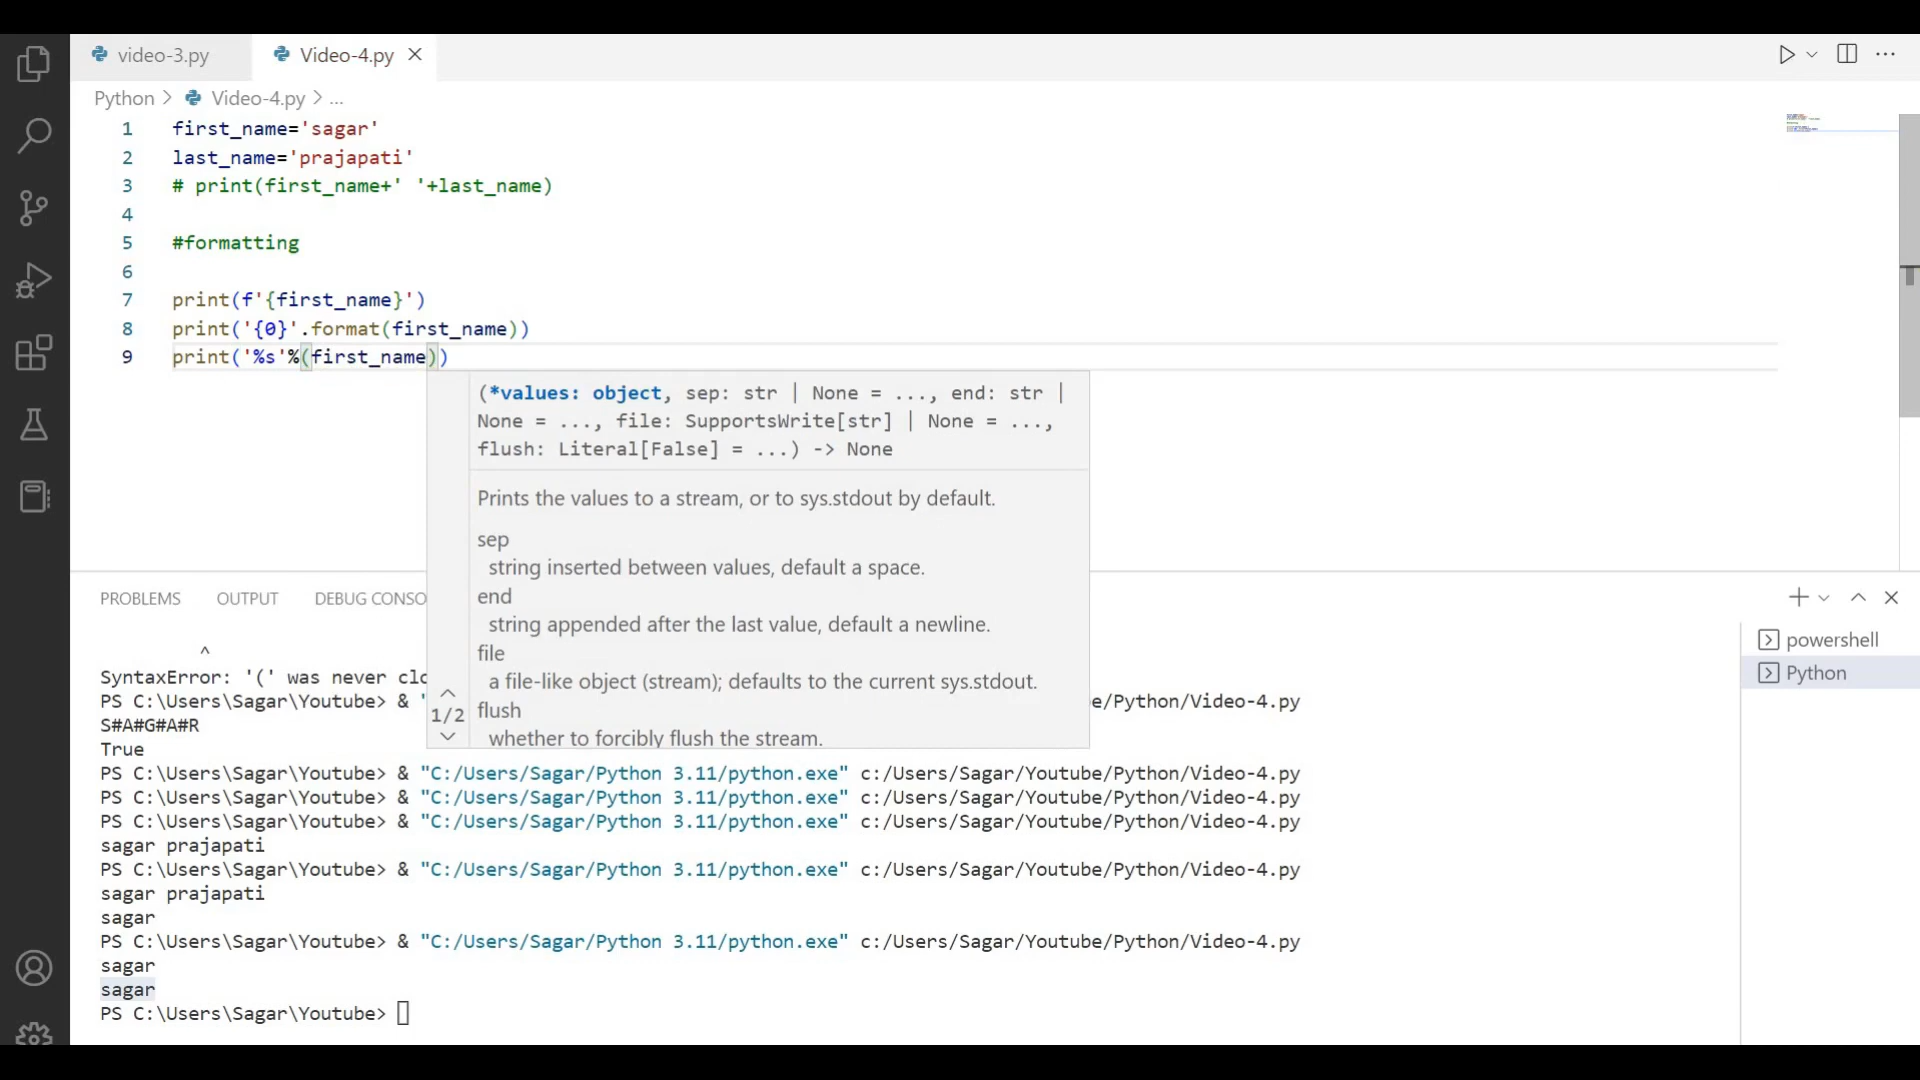 video-3.py
Video-4.py
Python > Video-4.py > ...
1 first_name='sagar'
2 last_name='prajapati'
3 # print(first_name+' '+last_name)
4
5 #formatting
6
7 print(f'{first_name}')
8 print('{0}'.format(first_name))
9 print('%s'%(first_name))
(*values: object, sep: str | None = ..., end: str |
None = ..., file: SupportsWrite[str] | None = ...,
flush: Literal[False] = ...) -> None
Prints the values to a stream, or to sys.stdout by default.
sep
string inserted between values, default a space.
end
string appended after the last value, default a newline.
file
a file-like object (stream); defaults to the current sys.stdout.
1/2
flush
whether to forcibly flush the stream.
PROBLEMS OUTPUT DEBUG CONSO
powershell
Python
^
SyntaxError: '(' was never clo
PS C:\Users\Sagar\Youtube> & " e/Python/Video-4.py
S#A#G#A#R
True
PS C:\Users\Sagar\Youtube> & "C:/Users/Sagar/Python 3.11/python.exe" c:/Users/Sagar/Youtube/Python/Video-4.py
PS C:\Users\Sagar\Youtube> & "C:/Users/Sagar/Python 3.11/python.exe" c:/Users/Sagar/Youtube/Python/Video-4.py
PS C:\Users\Sagar\Youtube> & "C:/Users/Sagar/Python 3.11/python.exe" c:/Users/Sagar/Youtube/Python/Video-4.py
sagar prajapati
PS C:\Users\Sagar\Youtube> & "C:/Users/Sagar/Python 3.11/python.exe" c:/Users/Sagar/Youtube/Python/Video-4.py
sagar prajapati
sagar
PS C:\Users\Sagar\Youtube> & "C:/Users/Sagar/Python 3.11/python.exe" c:/Users/Sagar/Youtube/Python/Video-4.py
sagar
sagar
PS C:\Users\Sagar\Youtube>